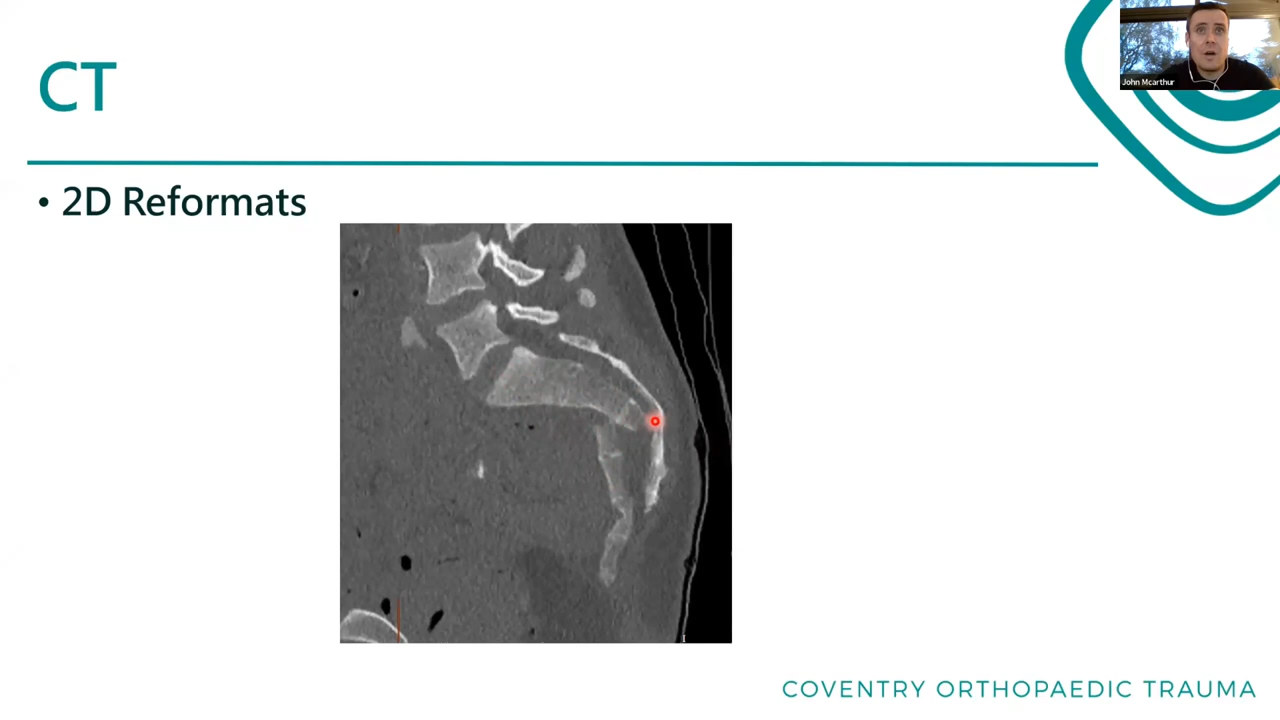 CT
John Mcarthur
• 2D Reformats
I
COVENTRY ORTHOPAEDIC TRAUMA